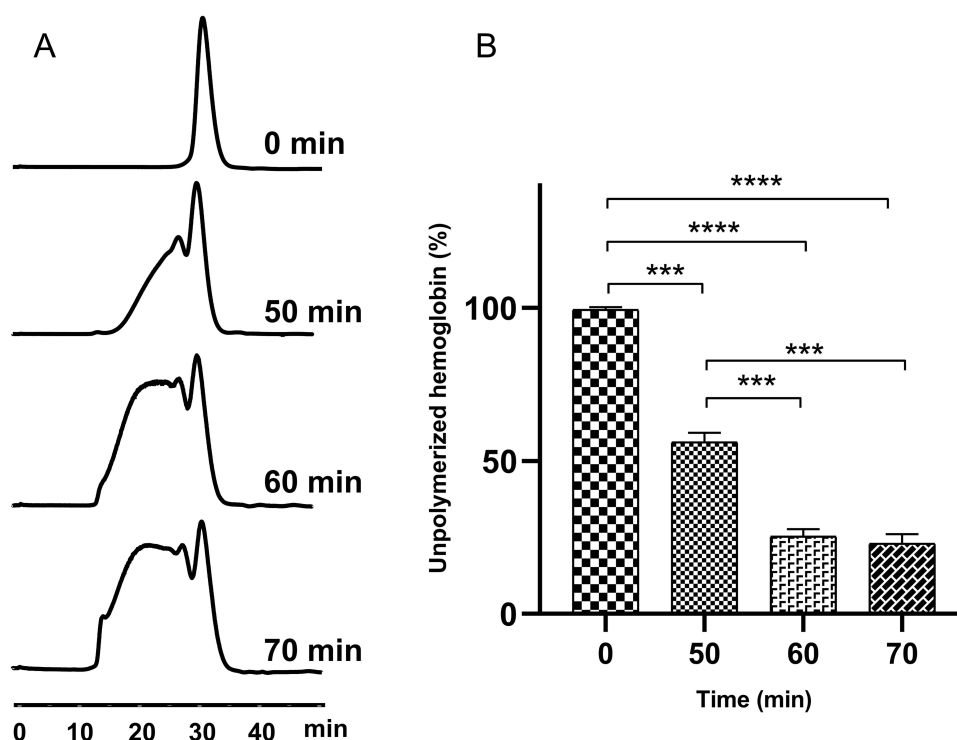 A
0 min
50 min
60 min
70 min
0 10 20 30 40 min
B
Unpolymerized hemoglobin (%)
100
50
0
****
****
***
***
***
0 50 60 70
Time (min)